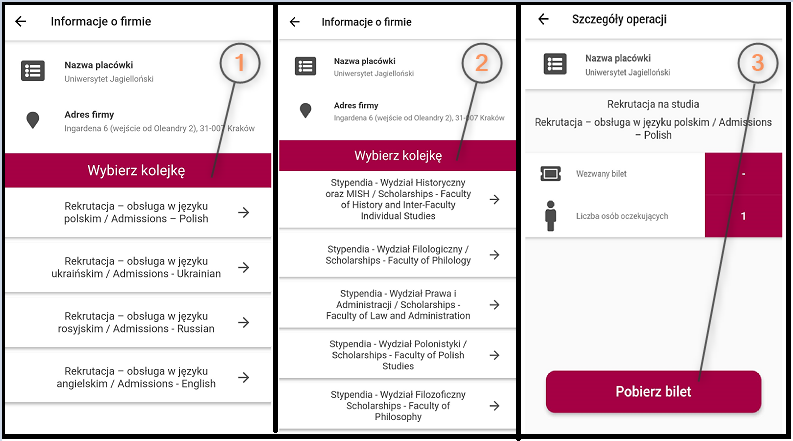 Informacje o firmie
1
Nazwa placówki
Uniwersytet Jagielloński
Adres firmy
Ingardena 6 (wejście od Oleandry 2), 31-007 Kraków
Wybierz kolejkę
Rekrutacja – obsługa w języku
polskim / Admissions – Polish
Rekrutacja – obsługa w języku
ukraińskim / Admissions - Ukrainian
Rekrutacja – obsługa w języku
rosyjskim / Admissions - Russian
Rekrutacja – obsługa w języku
angielskim / Admissions - English
Informacje o firmie
2
Nazwa placówki
Uniwersytet Jagielloński
Adres firmy
Ingardena 6 (wejście od Oleandry 2), 31-007 Kraków
Wybierz kolejkę
Stypendia - Wydział Historyczny
oraz MISH / Scholarships - Faculty
of History and Inter-Faculty
Individual Studies
Stypendia - Wydział Filologiczny /
Scholarships - Faculty of Philology
Stypendia - Wydział Prawa i
Administracji / Scholarships -
Faculty of Law and Administration
Stypendia - Wydział Polonistyki /
Scholarships - Faculty of Polish
Studies
Stypendia - Wydział Filozoficzny
/ Scholarships - Faculty of
Philosophy
Szczegóły operacji
3
Nazwa placówki
Uniwersytet Jagielloński
Rekrutacja na studia
Rekrutacja – obsługa w języku polskim / Admissions
– Polish
Wezwany bilet -
Liczba osób oczekujących 1
Pobierz bilet